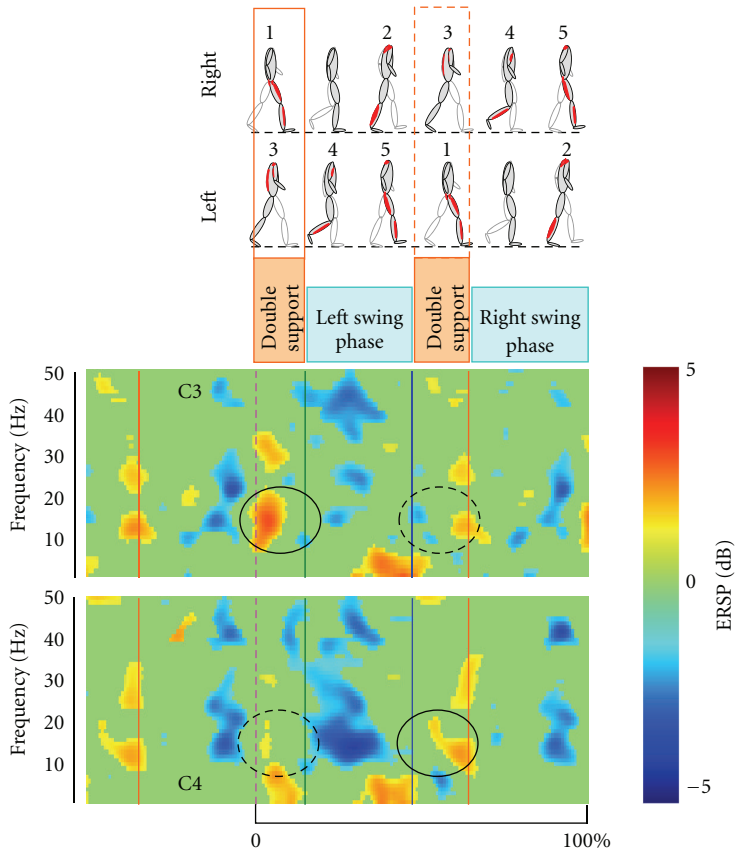 1 2 3 4 5
Right
3 4 5 1 2
Left
Double support
Left swing phase
Double support
Right swing phase
50
40
30
20
10
Frequency (Hz)
C3
50
40
30
20
10
Frequency (Hz)
C4
0
100%
5
0
−5
ERSP (dB)